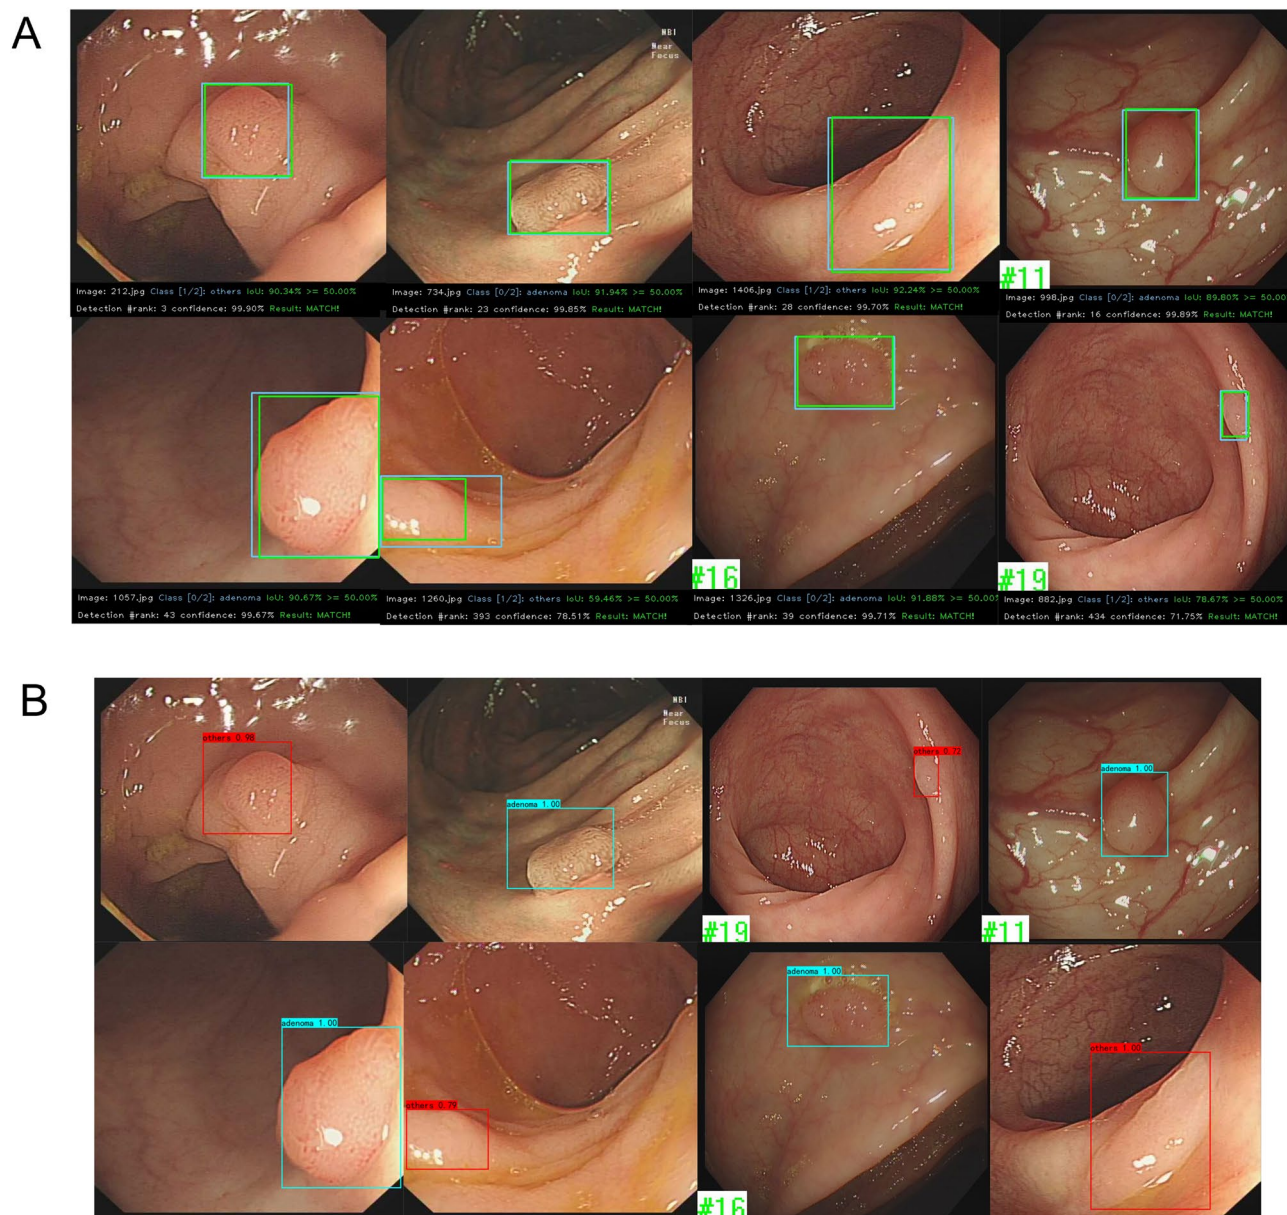 A
NBI
Near
Focus
#11
Image: 212.jpg Class [1/2]: others IoU: 90.34% >= 50.00%
Detection #rank: 3 confidence: 99.90% Result: MATCH!
Image: 734.jpg Class [0/2]: adenoma IoU: 91.94% >= 50.00%
Detection #rank: 23 confidence: 99.85% Result: MATCH!
Image: 1406.jpg Class [1/2]: others IoU: 92.24% >= 50.00%
Detection #rank: 28 confidence: 99.70% Result: MATCH!
Image: 998.jpg Class [0/2]: adenoma IoU: 89.80% >= 50.00
Detection #rank: 16 confidence: 99.89% Result: MATCH!
#16
#19
Image: 1057.jpg Class [0/2]: adenoma IoU: 90.67% >= 50.00%
Detection #rank: 43 confidence: 99.67% Result: MATCH!
Image: 1260.jpg Class [1/2]: others IoU: 59.46% >= 50.00%
Detection #rank: 393 confidence: 78.51% Result: MATCH!
Image: 1326.jpg Class [0/2]: adenoma IoU: 91.88% >= 50.00%
Detection #rank: 39 confidence: 99.71% Result: MATCH!
Image: 882.jpg Class [1/2]: others IoU: 78.67% >= 50.00%
Detection #rank: 434 confidence: 71.75% Result: MATCH!
B
others 0.98
NBI
Near
Focus
adenoma 1.00
others 0.72
adenoma 1.00
#19
#11
adenoma 1.00
others 0.79
adenoma 1.00
others 1.00
#16